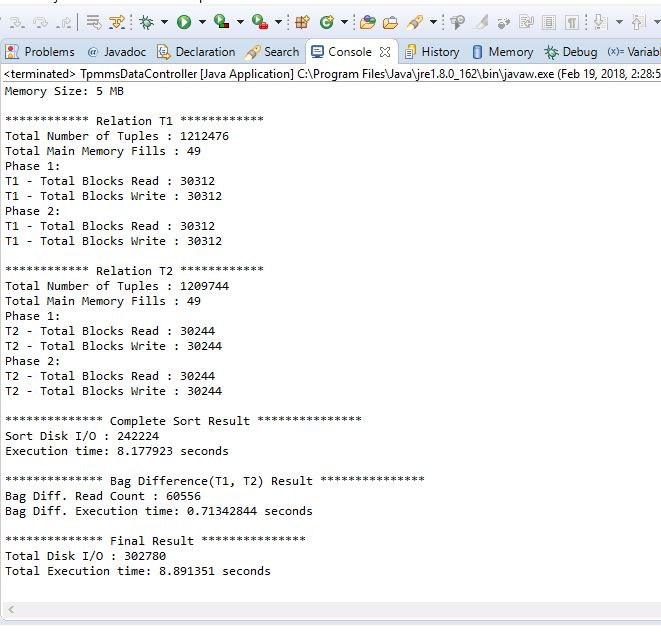 Problems @ Javadoc Declaration Search Console History Memory Debug (x)= Variab
<terminated> TpmmsDataController [Java Application] C:\Program Files\Java\jre1.8.0_162\bin\javaw.exe (Feb 19, 2018, 2:28:5
Memory Size: 5 MB
************ Relation T1 ************
Total Number of Tuples : 1212476
Total Main Memory Fills : 49
Phase 1:
T1 - Total Blocks Read : 30312
T1 - Total Blocks Write : 30312
Phase 2:
T1 - Total Blocks Read : 30312
T1 - Total Blocks Write : 30312
************ Relation T2 ************
Total Number of Tuples : 1209744
Total Main Memory Fills : 49
Phase 1:
T2 - Total Blocks Read : 30244
T2 - Total Blocks Write : 30244
Phase 2:
T2 - Total Blocks Read : 30244
T2 - Total Blocks Write : 30244
************** Complete Sort Result ***************
Sort Disk I/O : 242224
Execution time: 8.177923 seconds
************** Bag Difference(T1, T2) Result ***************
Bag Diff. Read Count : 60556
Bag Diff. Execution time: 0.71342844 seconds
************** Final Result ***************
Total Disk I/O : 302780
Total Execution time: 8.891351 seconds